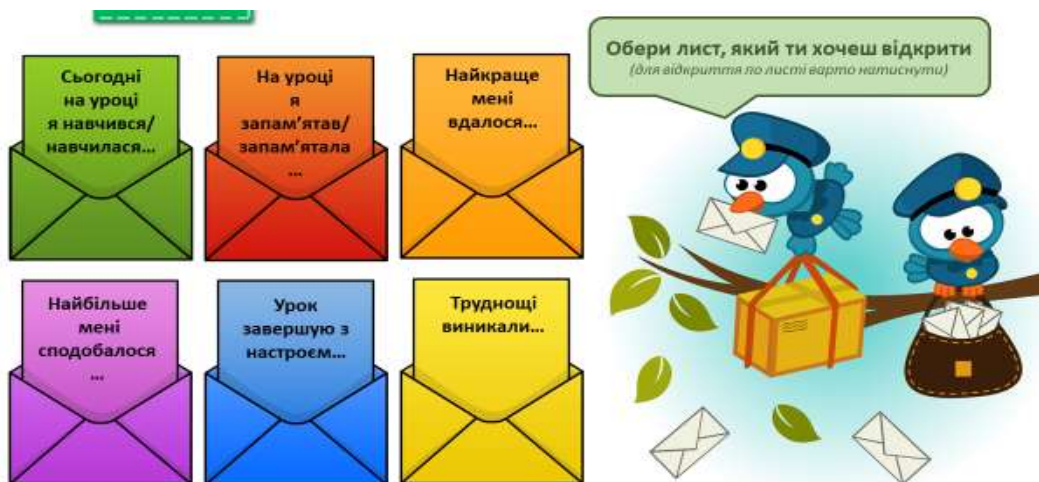 Сьогодні
на уроці
я навчився/
навчилася...
На уроці
я
запам’ятав/
запам’ятала
...
Найкраще
мені
вдалося...
Обери лист, який ти хочеш відкрити
(для відкриття по листі варто натиснути)
Найбільше
мені
сподобалося
...
Урок
завершую з
настроєм...
Труднощі
виникали...